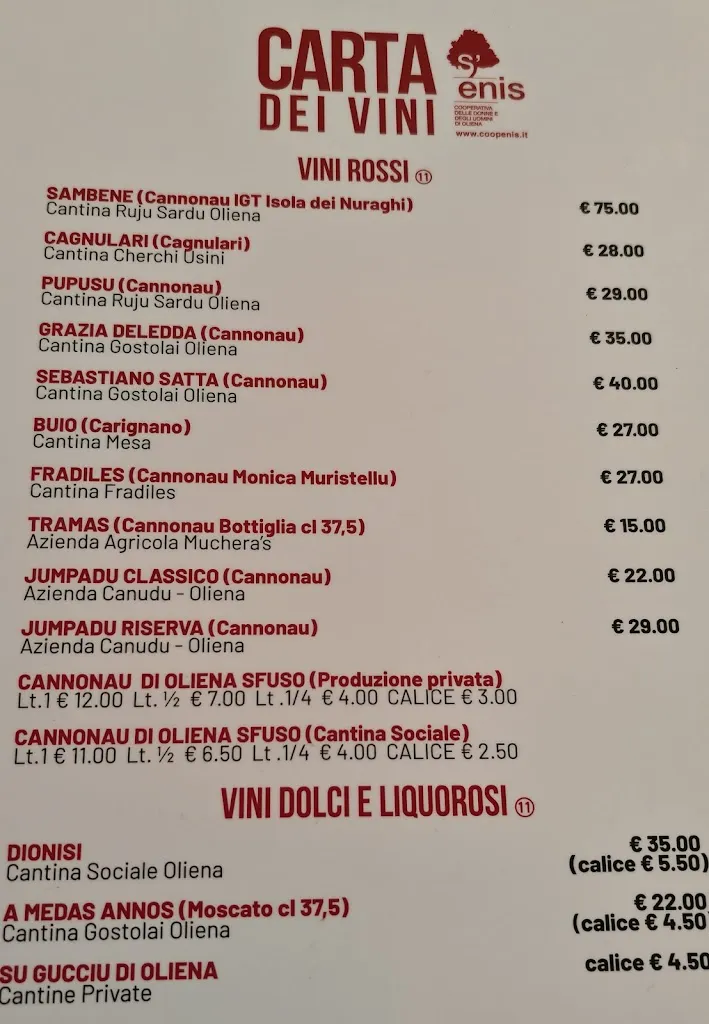 CARTA
DEI VINI
S'
enis
COOPERATIVA
DELLE DONNE E
DEGLI UOMINI
DI OLIENA
www.coopenis.it
VINI ROSSI 11
SAMBENE (Cannonau IGT Isola dei Nuraghi)
Cantina Ruju Sardu Oliena
€ 75.00
CAGNULARI (Cagnulari)
Cantina Cherchi Usini
€ 28.00
PUPUSU (Cannonau)
Cantina Ruju Sardu Oliena
€ 29.00
GRAZIA DELEDDA (Cannonau)
Cantina Gostolai Oliena
€ 35.00
SEBASTIANO SATTA (Cannonau)
Cantina Gostolai Oliena
€ 40.00
BUIO (Carignano)
Cantina Mesa
€ 27.00
FRADILES (Cannonau Monica Muristellu)
Cantina Fradiles
€ 27.00
TRAMAS (Cannonau Bottiglia cl 37,5)
Azienda Agricola Muchera's
€ 15.00
JUMPADU CLASSICO (Cannonau)
Azienda Canudu - Oliena
€ 22.00
JUMPADU RISERVA (Cannonau)
Azienda Canudu - Oliena
€ 29.00
CANNONAU DI OLIENA SFUSO (Produzione privata)
Lt.1 € 12.00 Lt. ½ € 7.00 Lt .1/4 € 4.00 CALICE € 3.00
CANNONAU DI OLIENA SFUSO (Cantina Sociale)
Lt.1 € 11.00 Lt. ½ € 6.50 Lt .1/4 € 4.00 CALICE € 2.50
VINI DOLCI E LIQUOROSI 11
DIONISI
Cantina Sociale Oliena
€ 35.00
(calice € 5.50)
A MEDAS ANNOS (Moscato cl 37,5)
Cantina Gostolai Oliena
€ 22.00
(calice € 4.50
SU GUCCIU DI OLIENA
Cantine Private
calice € 4.50